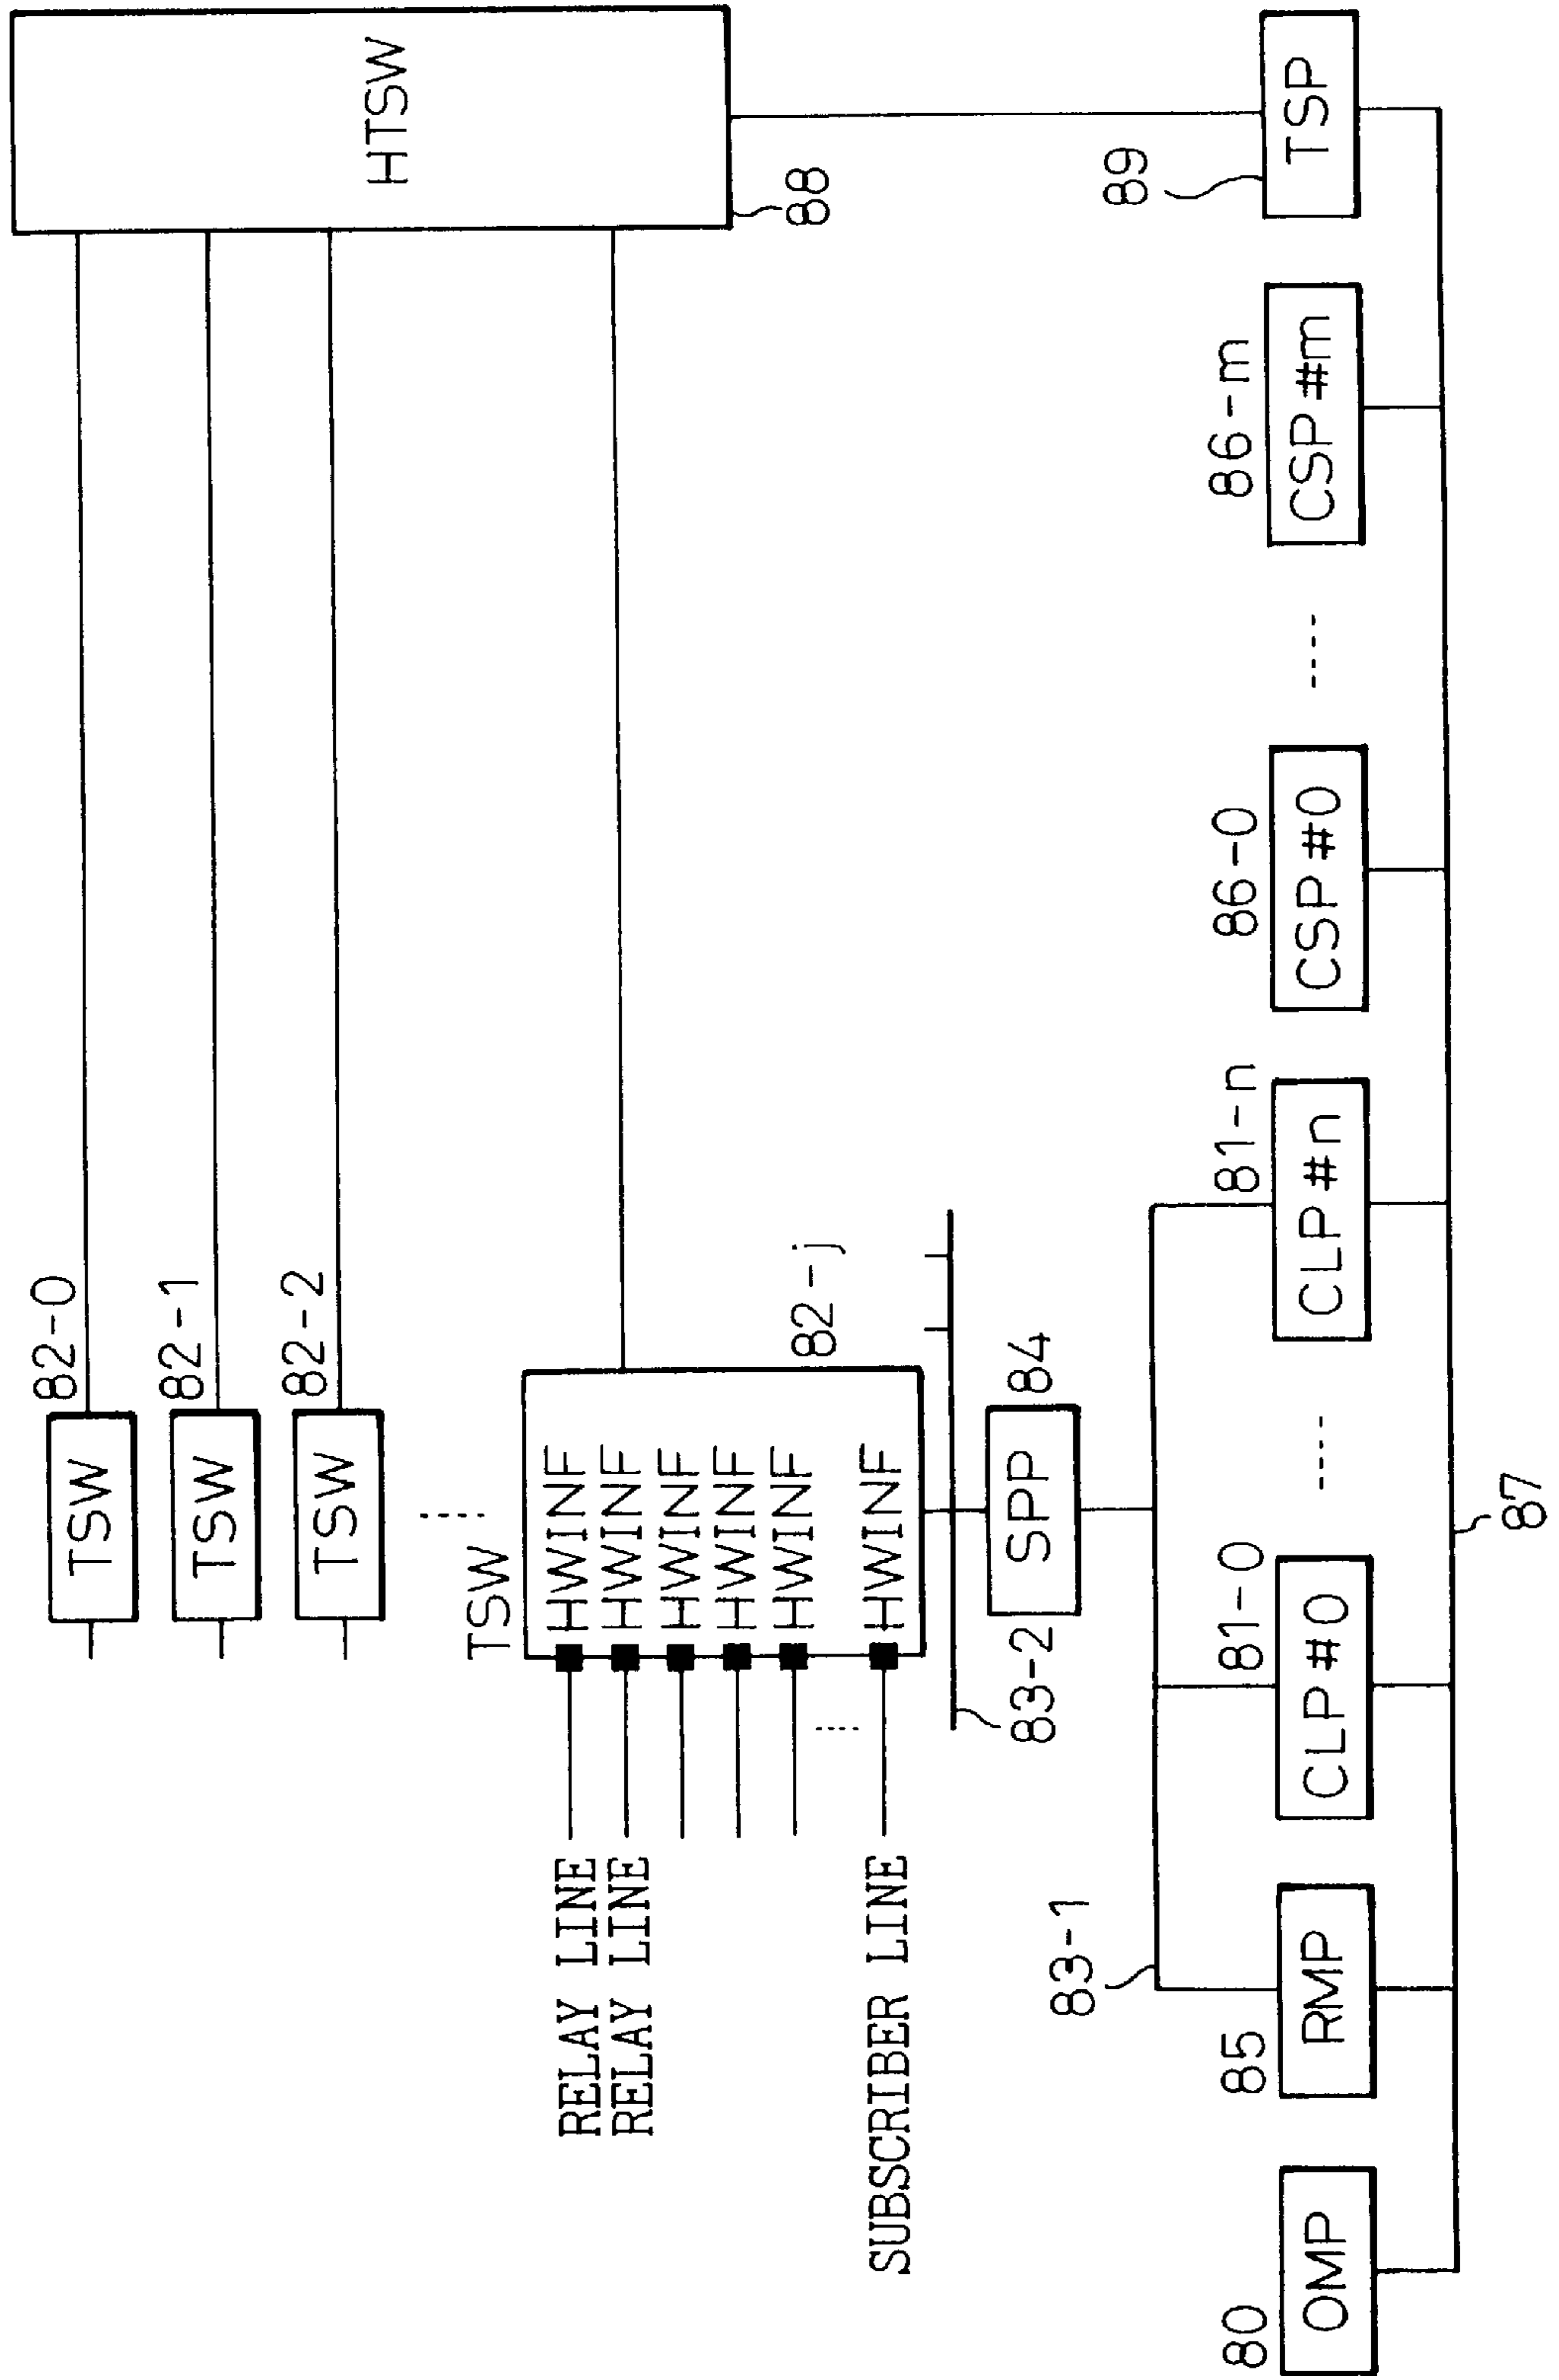 82-0
TSW
82-1
TSW
82-2
TSW
HTSW
88
TSW
HWINF
HWINF
HWINF
HWINF
HWINF
HWINF
82-j
RELAY LINE
RELAY LINE
SUBSCRIBER LINE
83-2
SPP
84
83-1
80
OMP
85
RMP
81-0
CLP #0
81-n
CLP #n
86-0
CSP #0
86-m
CSP #m
89
TSP
87